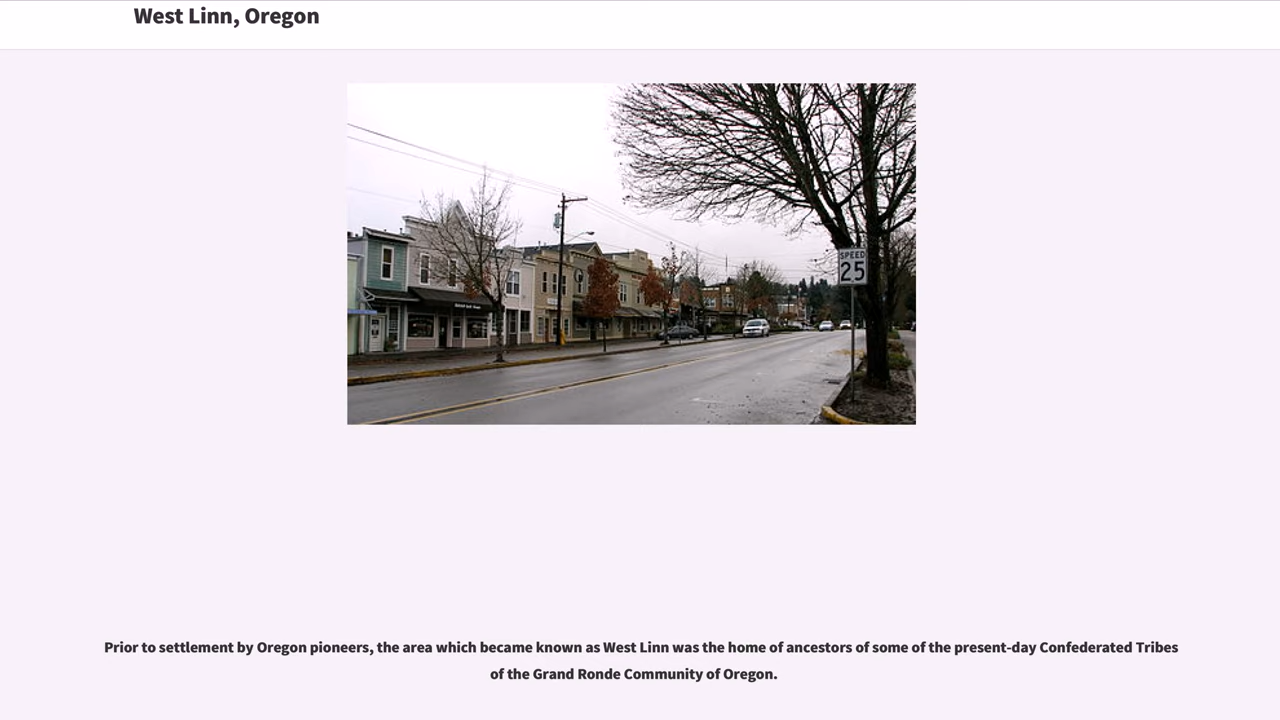 West Linn, Oregon
SPEED
25
Prior to settlement by Oregon pioneers, the area which became known as West Linn was the home of ancestors of some of the present-day Confederated Tribes
of the Grand Ronde Community of Oregon.